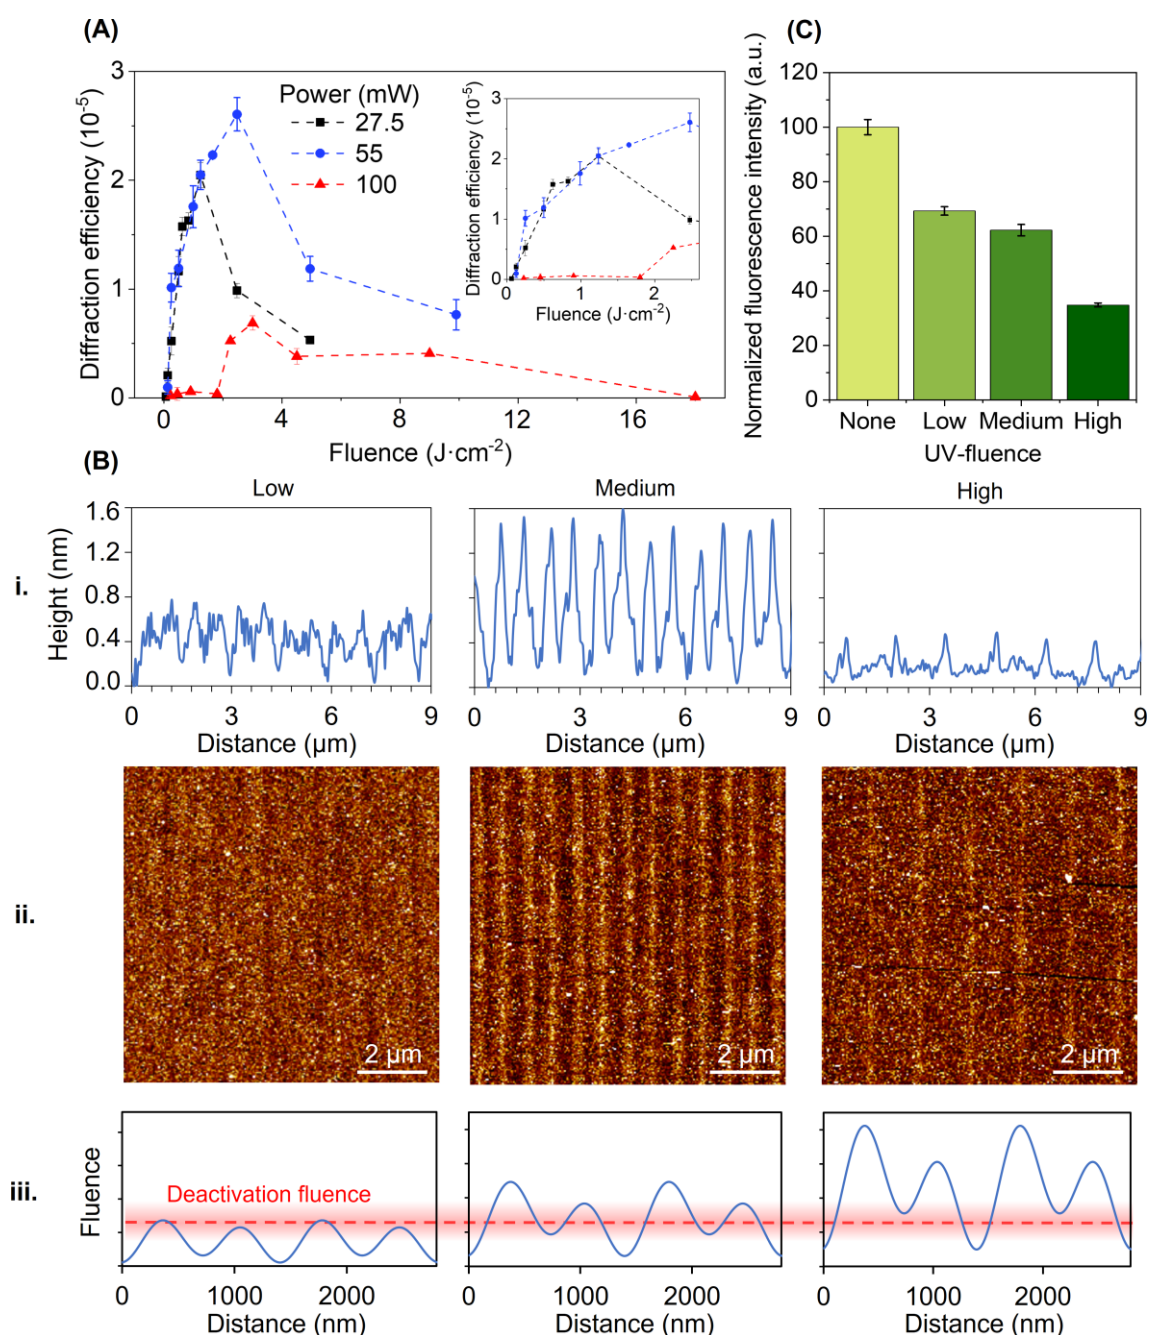 (A)
Diffraction efficiency (10⁻⁵)
3
2
1
0
Power (mW)
27.5
55
100
0 4 8 12 16
Fluence (J·cm⁻²)
Diffraction efficiency (10⁻⁵)
3
2
1
0
0 1 2
Fluence (J·cm⁻²)
(C)
Normalized fluorescence intensity (a.u.)
120
100
80
60
40
20
0
None Low Medium High
UV-fluence
(B)
Low Medium High
i.
Height (nm)
1.6
1.2
0.8
0.4
0.0
0 3 6 9
0 3 6 9
0 3 6 9
Distance (µm) Distance (µm) Distance (µm)
ii.
2 µm 2 µm 2 µm
iii.
Fluence
Deactivation fluence
0 1000 2000
0 1000 2000
0 1000 2000
Distance (nm) Distance (nm) Distance (nm)